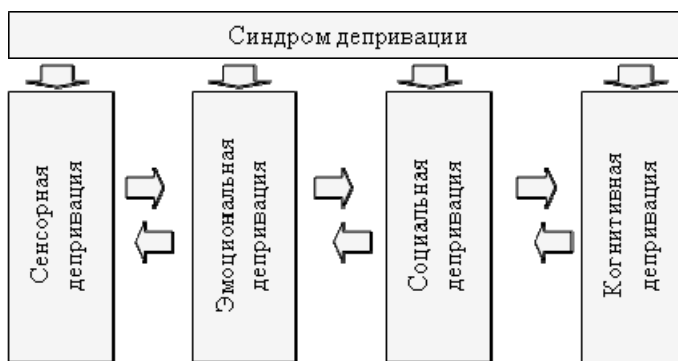 Синдром депривации
Сенсорная
депривация
Эмоциональная
депривация
Социальная
депривация
Когнитивная
депривация